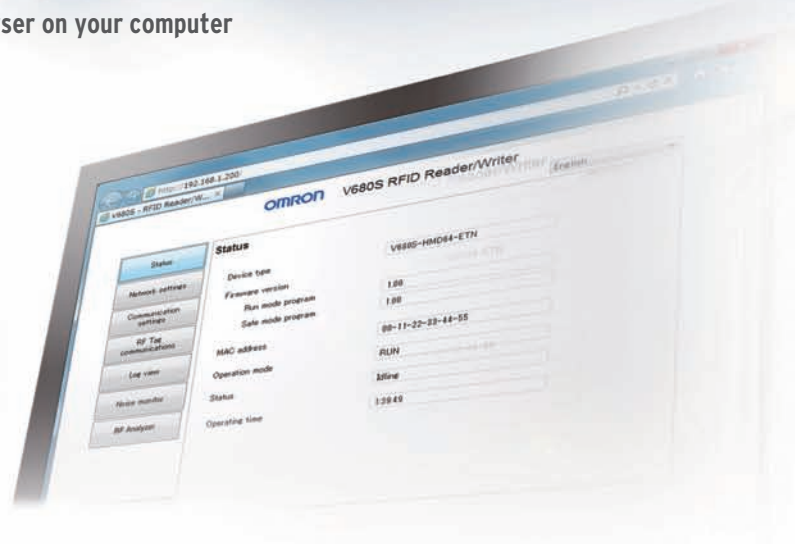 ser on your computer
http://192.168.1.200/
V680S - RFID Reader/W...
OMRON V680S RFID Reader/Writer
English
Status
Network settings
Communication settings
RF Tag communications
Log view
Noise monitor
RF Analyzer
Status
Device type V680S-HMD64-ETN
Firmware version
Run mode program 1.00
Safe mode program 1.00
MAC address 00-11-22-33-44-55
Operation mode RUN
Status Idling
Operating time 13949